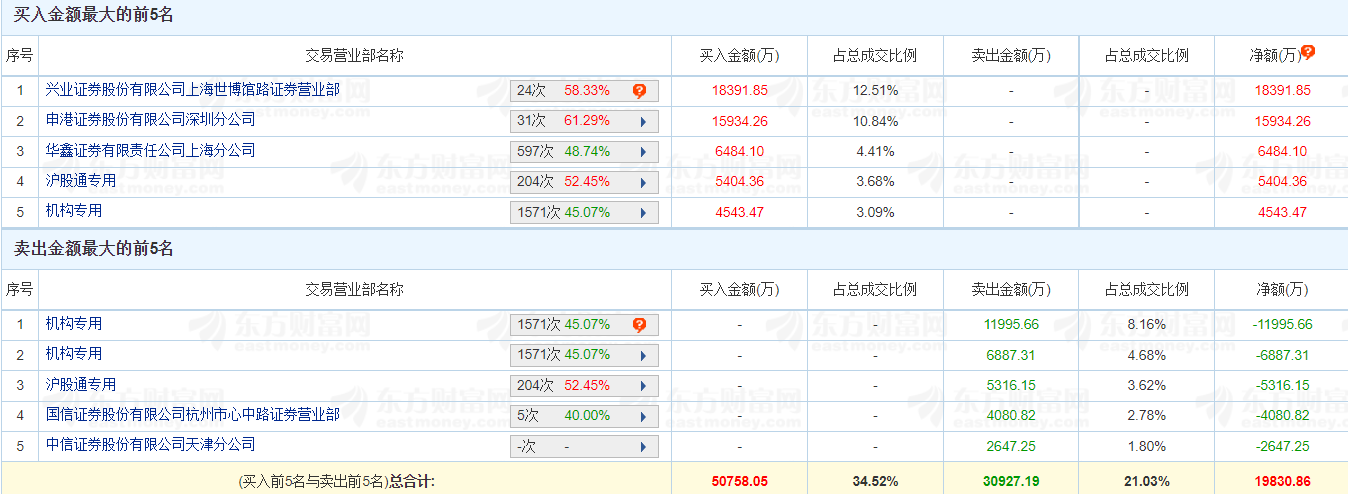 买入金额最大的前5名
序号 交易营业部名称 买入金额(万) 占总成交比例 卖出金额(万) 占总成交比例 净额(万)
1 兴业证券股份有限公司上海世博馆路证券营业部 24次 58.33% 18391.85 12.51% - - 18391.85
2 申港证券股份有限公司深圳分公司 31次 61.29% 15934.26 10.84% - - 15934.26
3 华鑫证券有限责任公司上海分公司 597次 48.74% 6484.10 4.41% - - 6484.10
4 沪股通专用 204次 52.45% 5404.36 3.68% - - 5404.36
5 机构专用 1571次 45.07% 4543.47 3.09% - - 4543.47
卖出金额最大的前5名
序号 交易营业部名称 买入金额(万) 占总成交比例 卖出金额(万) 占总成交比例 净额(万)
1 机构专用 1571次 45.07% - - 11995.66 8.16% -11995.66
2 机构专用 1571次 45.07% - - 6887.31 4.68% -6887.31
3 沪股通专用 204次 52.45% - - 5316.15 3.62% -5316.15
4 国信证券股份有限公司杭州市心中路证券营业部 5次 40.00% - - 4080.82 2.78% -4080.82
5 中信证券股份有限公司天津分公司 -次 - - - 2647.25 1.80% -2647.25
(买入前5名与卖出前5名)总合计: 50758.05 34.52% 30927.19 21.03% 19830.86
东方财富网
eastmoney.com